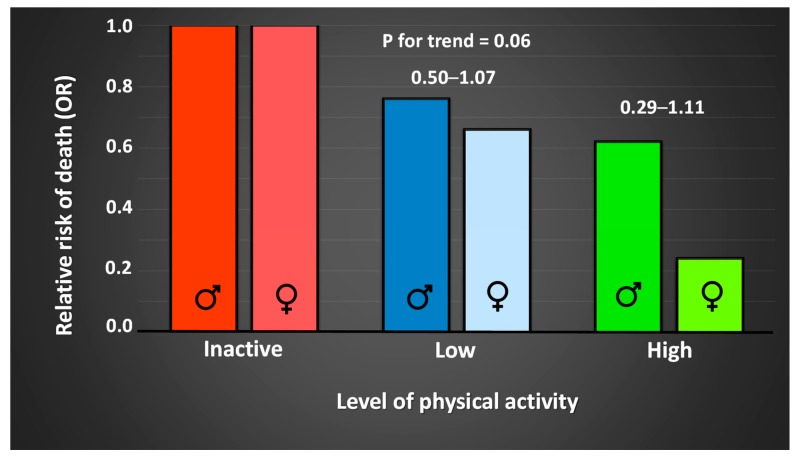 1.0
P for trend = 0.06
0.50–1.07
0.8
0.29–1.11
0.6
0.4
0.2
♂ ♀ ♂ ♀ ♂ ♀
0.0
Relative risk of death (OR)
Inactive Low High
Level of physical activity